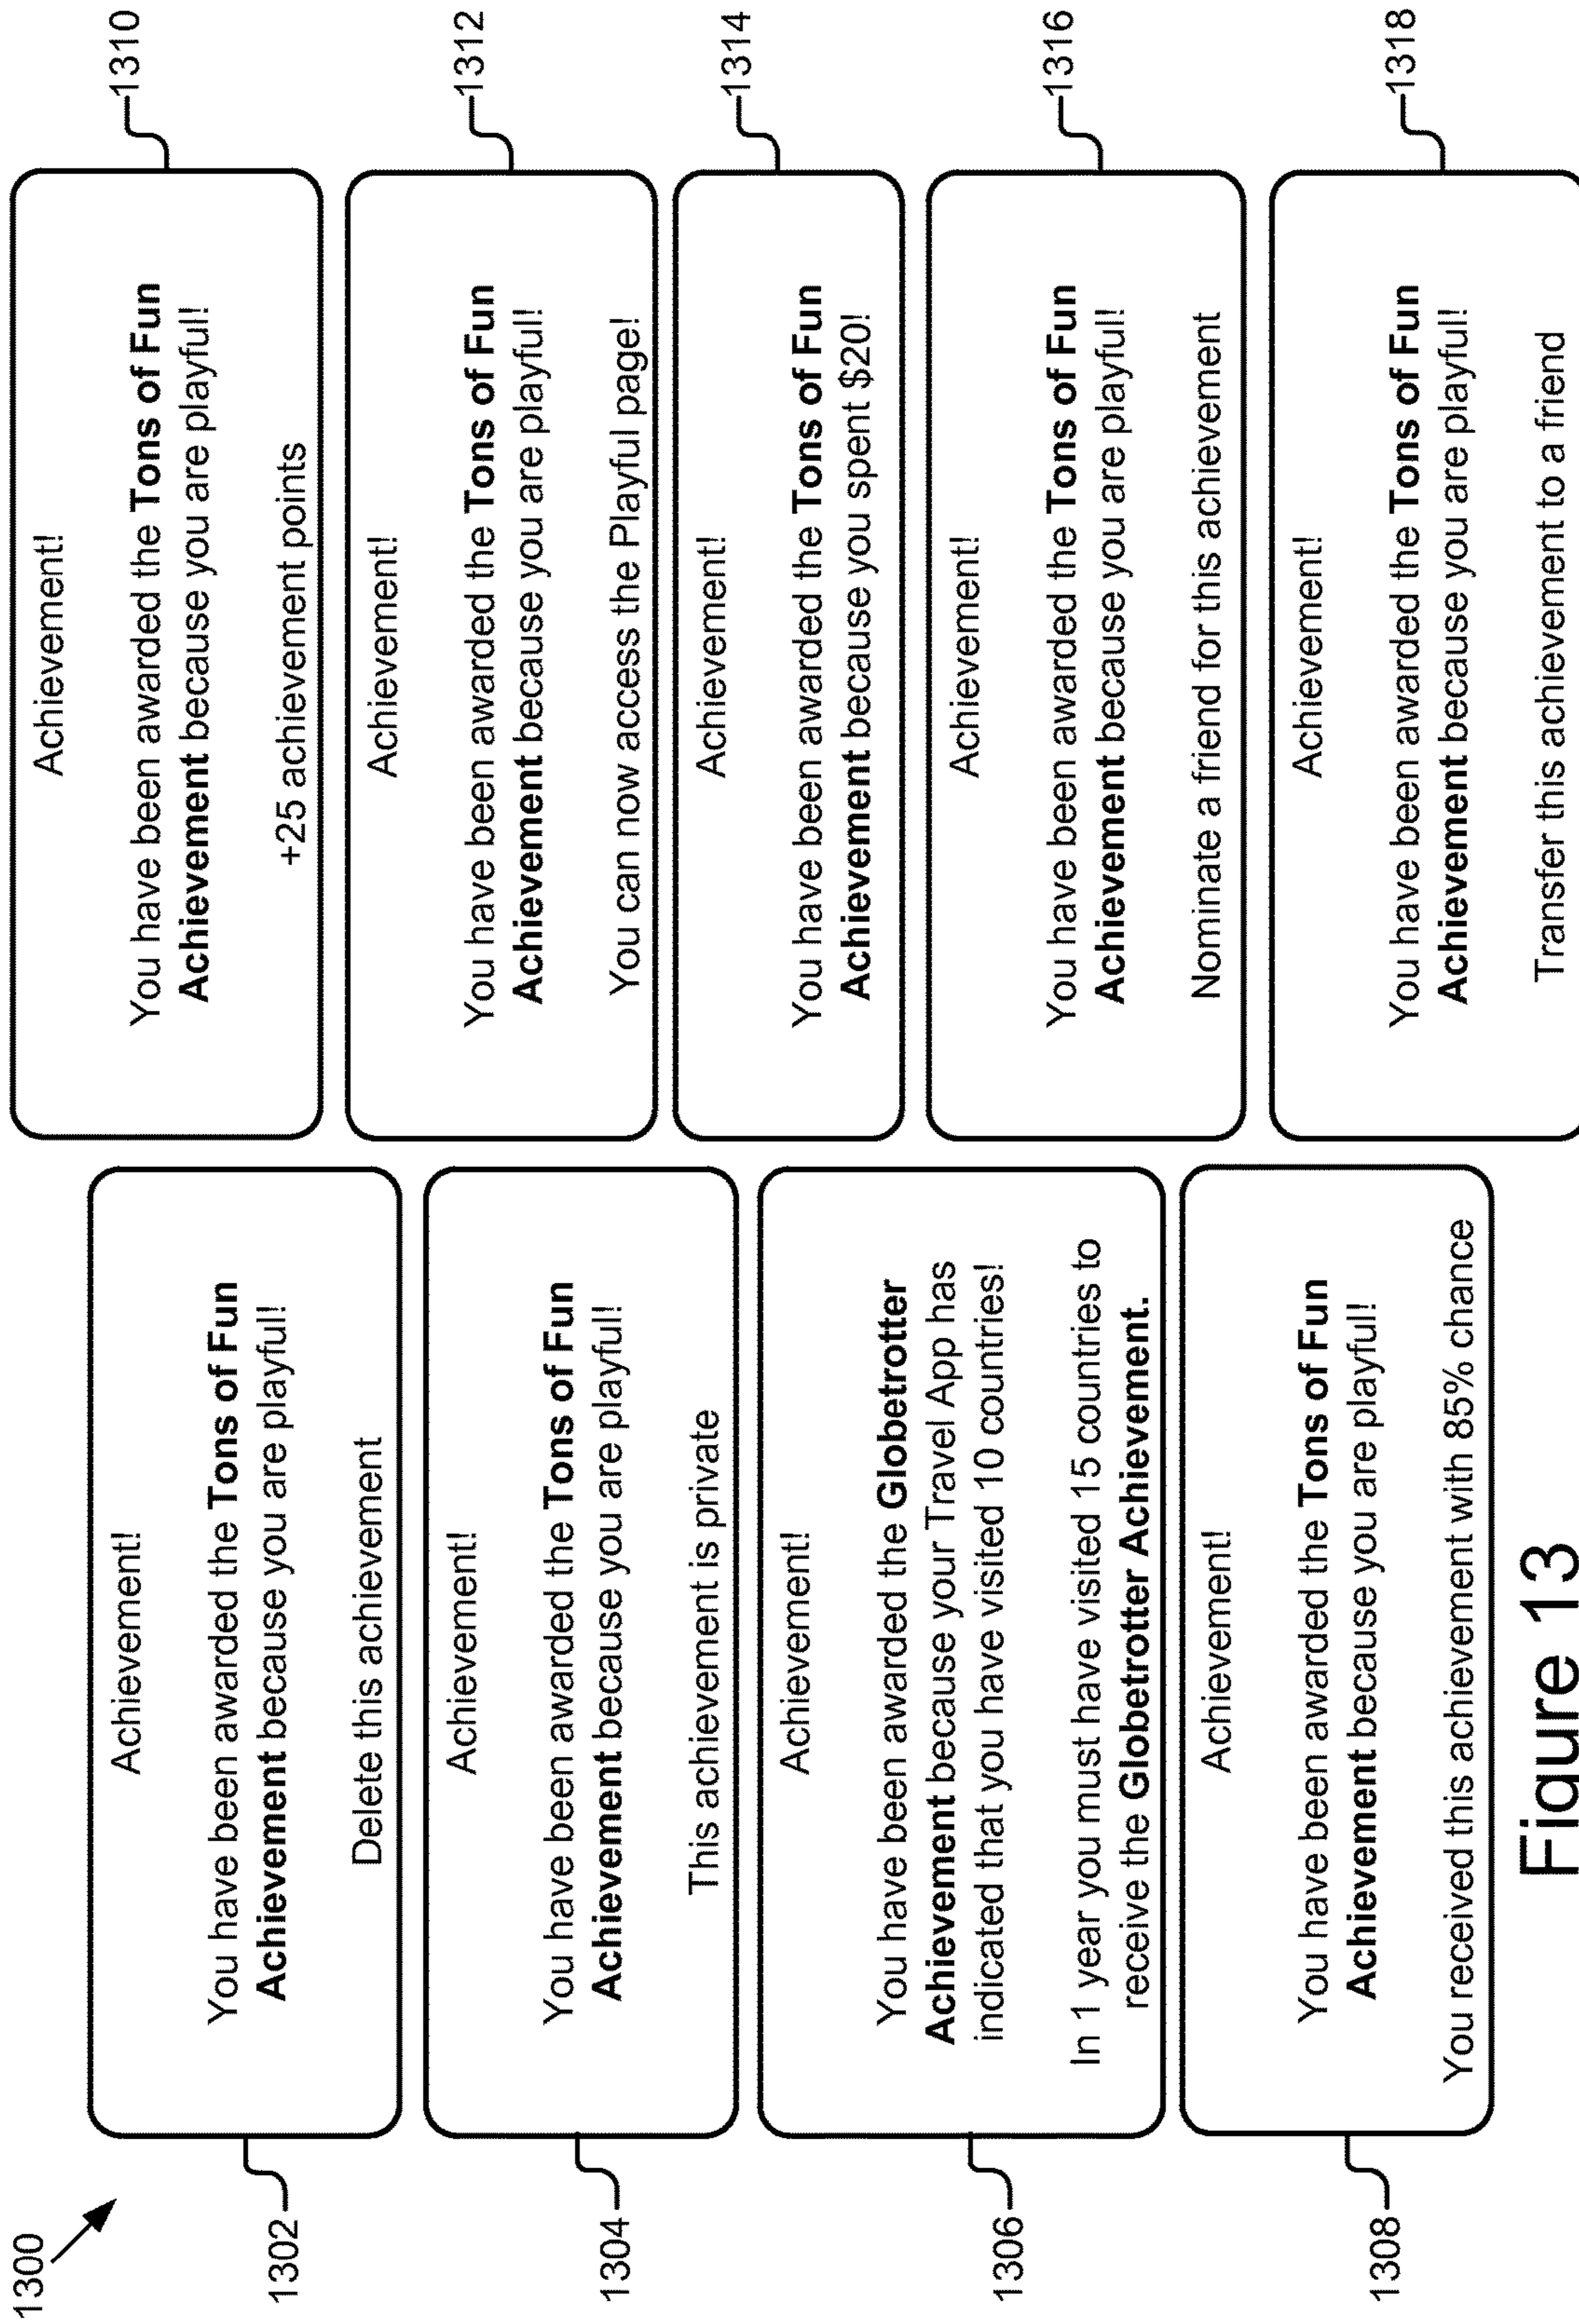 1300
1302
Achievement!
You have been awarded the Tons of Fun
Achievement because you are playful!
Delete this achievement
1304
Achievement!
You have been awarded the Tons of Fun
Achievement because you are playful!
This achievement is private
1306
Achievement!
You have been awarded the Globetrotter
Achievement because your Travel App has
indicated that you have visited 10 countries!
In 1 year you must have visited 15 countries to
receive the Globetrotter Achievement.
1308
Achievement!
You have been awarded the Tons of Fun
Achievement because you are playful!
You received this achievement with 85% chance
1310
Achievement!
You have been awarded the Tons of Fun
Achievement because you are playful!
+25 achievement points
1312
Achievement!
You have been awarded the Tons of Fun
Achievement because you are playful!
You can now access the Playful page!
1314
Achievement!
You have been awarded the Tons of Fun
Achievement because you spent $20!
1316
Achievement!
You have been awarded the Tons of Fun
Achievement because you are playful!
Nominate a friend for this achievement
1318
Achievement!
You have been awarded the Tons of Fun
Achievement because you are playful!
Transfer this achievement to a friend
Figure 13